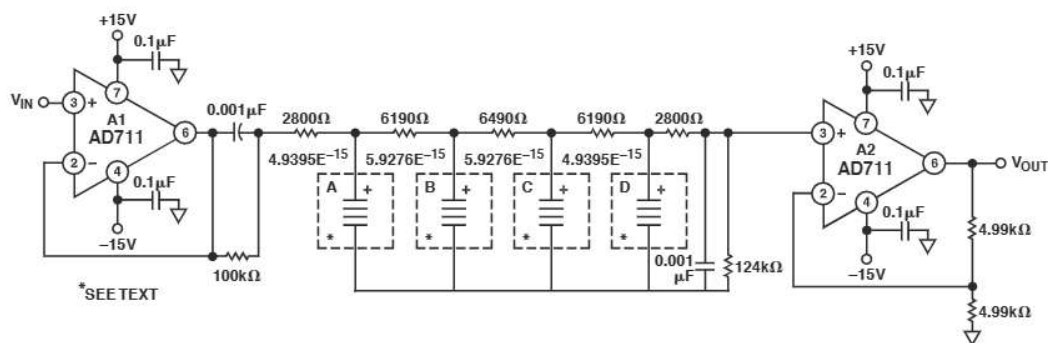 +15V
0.1µF
7
VIN
3
+
A1
AD711
6
2
−
4
0.1µF
−15V
0.001µF
100kΩ
*SEE TEXT
2800Ω
6190Ω
6490Ω
6190Ω
2800Ω
4.9395E−15
5.9276E−15
5.9276E−15
4.9395E−15
A
+
*
B
+
*
C
+
*
D
+
*
0.001
µF
124kΩ
+15V
0.1µF
7
3
+
A2
AD711
6
VOUT
2
−
4
0.1µF
−15V
4.99kΩ
4.99kΩ